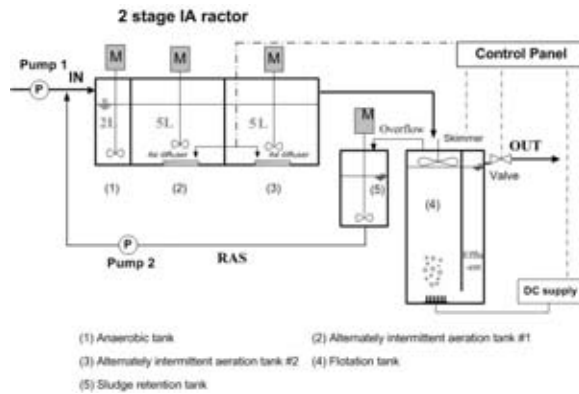 2 stage IA ractor
Pump 1
IN
P
M
M
M
M
Control Panel
2L
5L
5L
Air diffuser
Air diffuser
Overflow
Skimmer
OUT
Valve
(1)
(2)
(3)
(5)
(4)
Efflu
-ent
P
Pump 2
RAS
DC supply
(1) Anaerobic tank
(2) Alternately intermittent aeration tank #1
(3) Alternately intermittent aeration tank #2
(4) Flotation tank
(5) Sludge retention tank